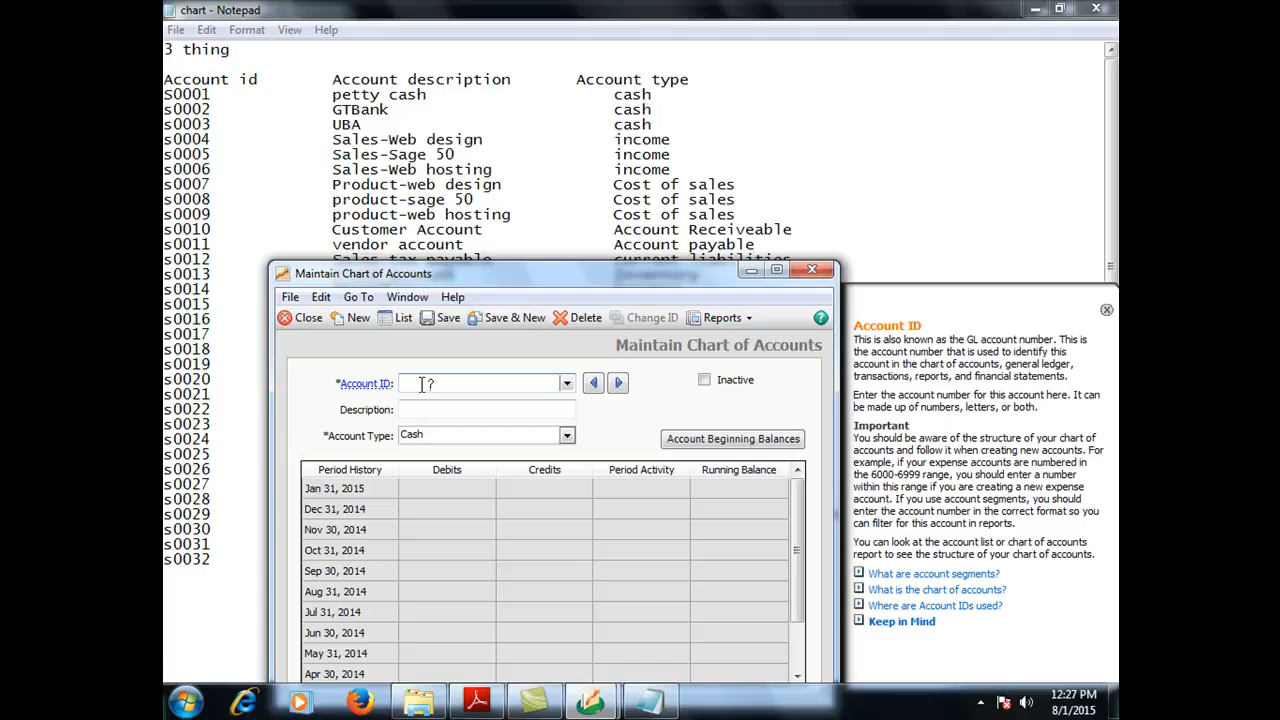 chart - Notepad
File Edit Format View Help
3 thing
Account id Account description Account type
S0001 petty cash cash
s0002 GTBank cash
s0003 UBA cash
s0004 Sales-Web design income
s0005 Sales-Sage 50 income
s0006 Sales-Web hosting income
s0007 Product-web design Cost of sales
s0008 product-sage 50 Cost of sales
s0009 product-web hosting Cost of sales
s0010 Customer Account Account Receiveable
s0011 vendor account Account payable
s0012 Sales tax payable current liabilities
s0013
s0014
s0015
s0016
s0017
s0018
s0019
s0020
s0021
s0022
s0023
s0024
s0025
s0026
s0027
s0028
s0029
s0030
s0031
s0032
Maintain Chart of Accounts
File Edit Go To Window Help
Close New List Save Save & New Delete Change ID Reports
Maintain Chart of Accounts
*Account ID: ?
Inactive
Description:
*Account Type: Cash
Account Beginning Balances
Period History Debits Credits Period Activity Running Balance
Jan 31, 2015
Dec 31, 2014
Nov 30, 2014
Oct 31, 2014
Sep 30, 2014
Aug 31, 2014
Jul 31, 2014
Jun 30, 2014
May 31, 2014
Apr 30, 2014
Account ID
This is also known as the GL account number. This is
the account number that is used to identify this
account in the chart of accounts, general ledger,
transactions, reports, and financial statements.
Enter the account number for this account here. It can
be made up of numbers, letters, or both.
Important
You should be aware of the structure of your chart of
accounts and follow it when creating new accounts. For
example, if your expense accounts are numbered in
the 6000-6999 range, you should enter a number
within this range if you are creating a new expense
account. If you use account segments, you should
enter the account number in the correct format so you
can filter for this account in reports.
You can look at the account list or chart of accounts
report to see the structure of your chart of accounts.
What are account segments?
What is the chart of accounts?
Where are Account IDs used?
Keep in Mind
12:27 PM
8/1/2015